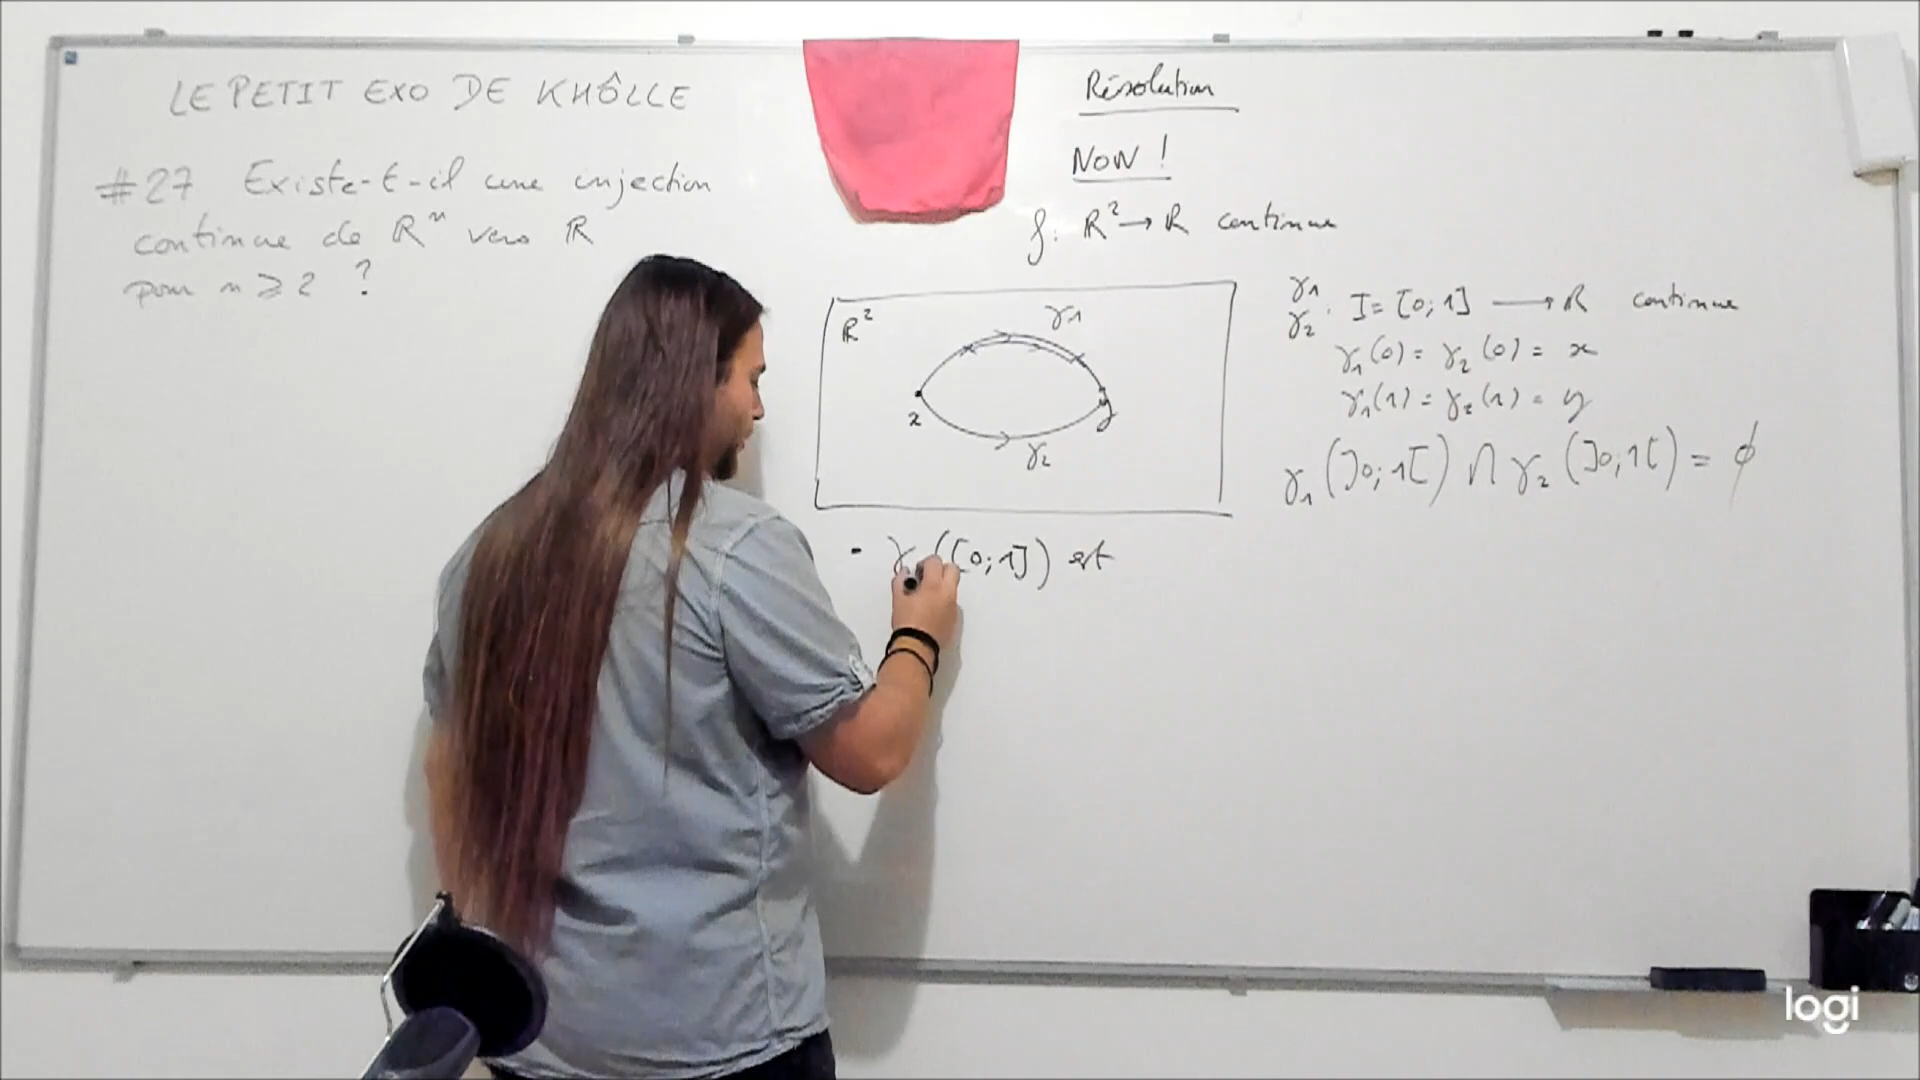 LE PETIT EXO DE KHÔLLE
#27 Existe-t-il une injection
continue de ℝⁿ vers ℝ
pour n ⩾ 2 ?
Résolution
NOW !
f: ℝ² → ℝ continue
ℝ²
γ1
x
y
γ2
γ1
γ2 : I = [0;1] → ℝ continue
γ1(0) = γ2(0) = x
γ1(1) = γ2(1) = y
γ1(]0;1[) ∩ γ2(]0;1[) = ϕ
- γ([0;1]) est
logi